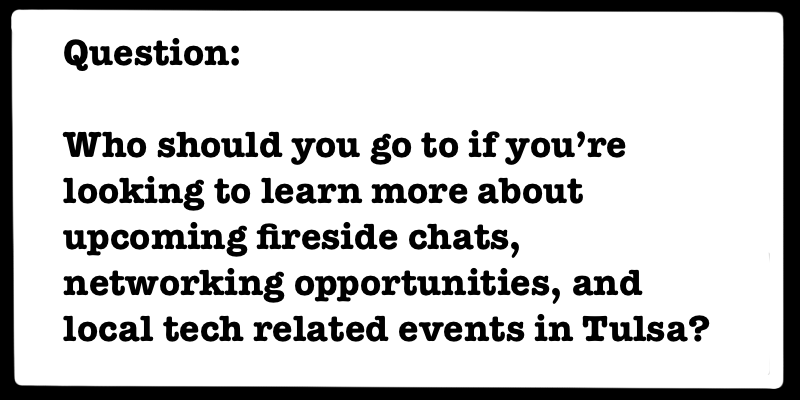 Question:
Who should you go to if you’re
looking to learn more about
upcoming fireside chats,
networking opportunities, and
local tech related events in Tulsa?